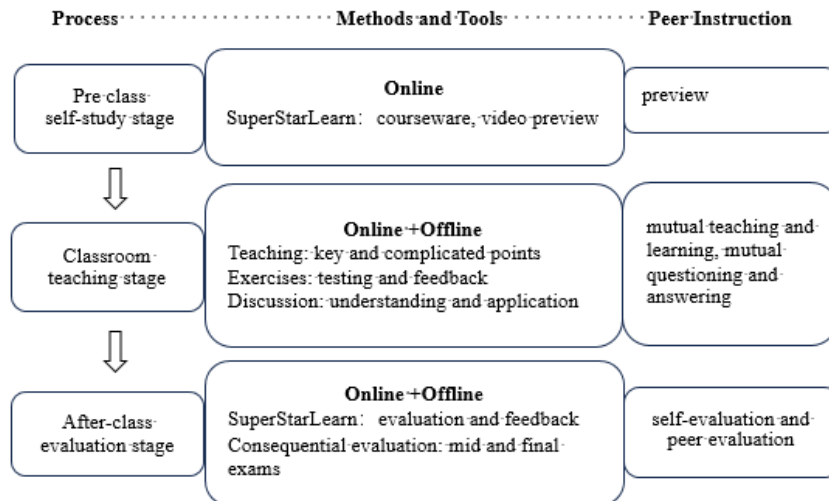 Process Methods and Tools Peer Instruction
Pre class
self-study stage
Online
SuperStarLearn: courseware, video preview
preview
Classroom
teaching stage
Online +Offline
Teaching: key and complicated points
Exercises: testing and feedback
Discussion: understanding and application
mutual teaching and
learning, mutual
questioning and
answering
After-class
evaluation stage
Online +Offline
SuperStarLearn: evaluation and feedback
Consequential evaluation: mid and final
exams
self-evaluation and
peer evaluation